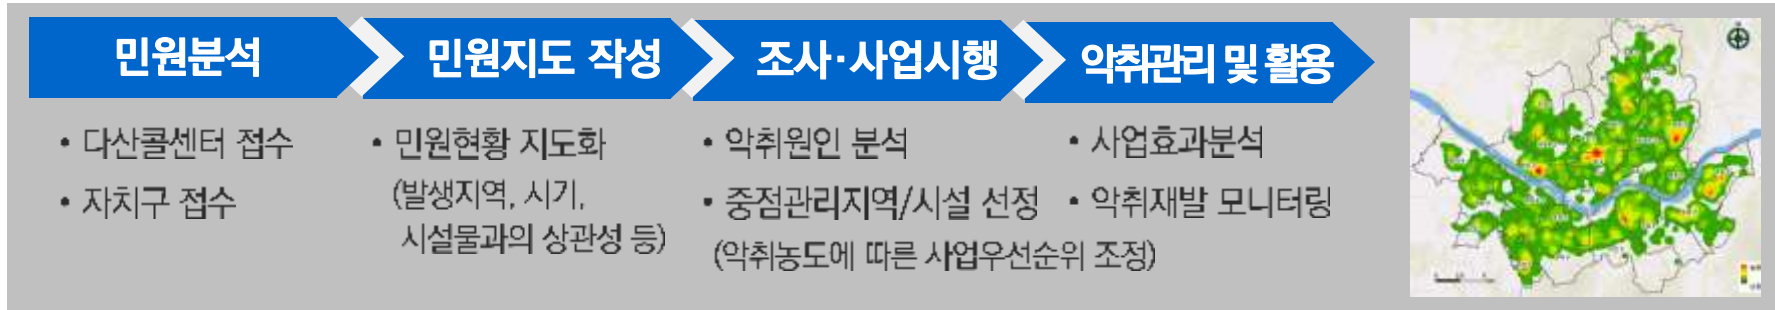 민원분석
민원지도 작성
조사·사업시행
악취관리 및 활용
• 다산콜센터 접수
• 자치구 접수
• 민원현황 지도화
(발생지역, 시기,
시설물과의 상관성 등)
• 악취원인 분석
• 중점관리지역/시설 선정
(악취농도에 따른 사업우선순위 조정)
• 사업효과분석
• 악취재발 모니터링